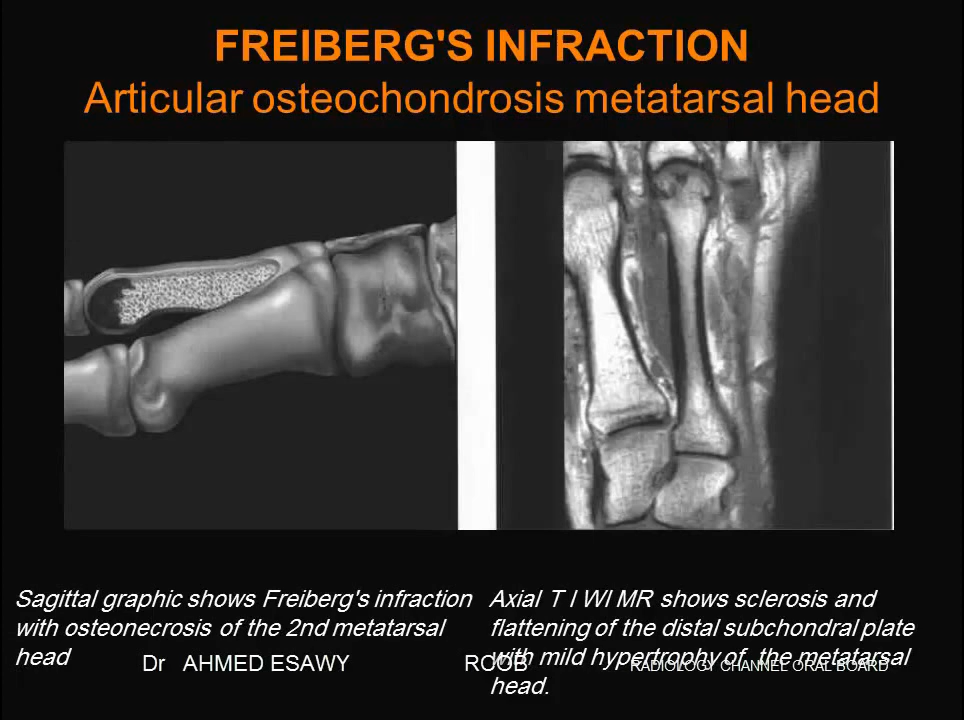 FREIBERG'S INFRACTION
Articular osteochondrosis metatarsal head
Sagittal graphic shows Freiberg's infraction
with osteonecrosis of the 2nd metatarsal
head
Axial T I WI MR shows sclerosis and
flattening of the distal subchondral plate
with mild hypertrophy of the metatarsal
head.
Dr AHMED ESAWY
ROOB
RADIOLOGY CHANNEL ORAL BOARD